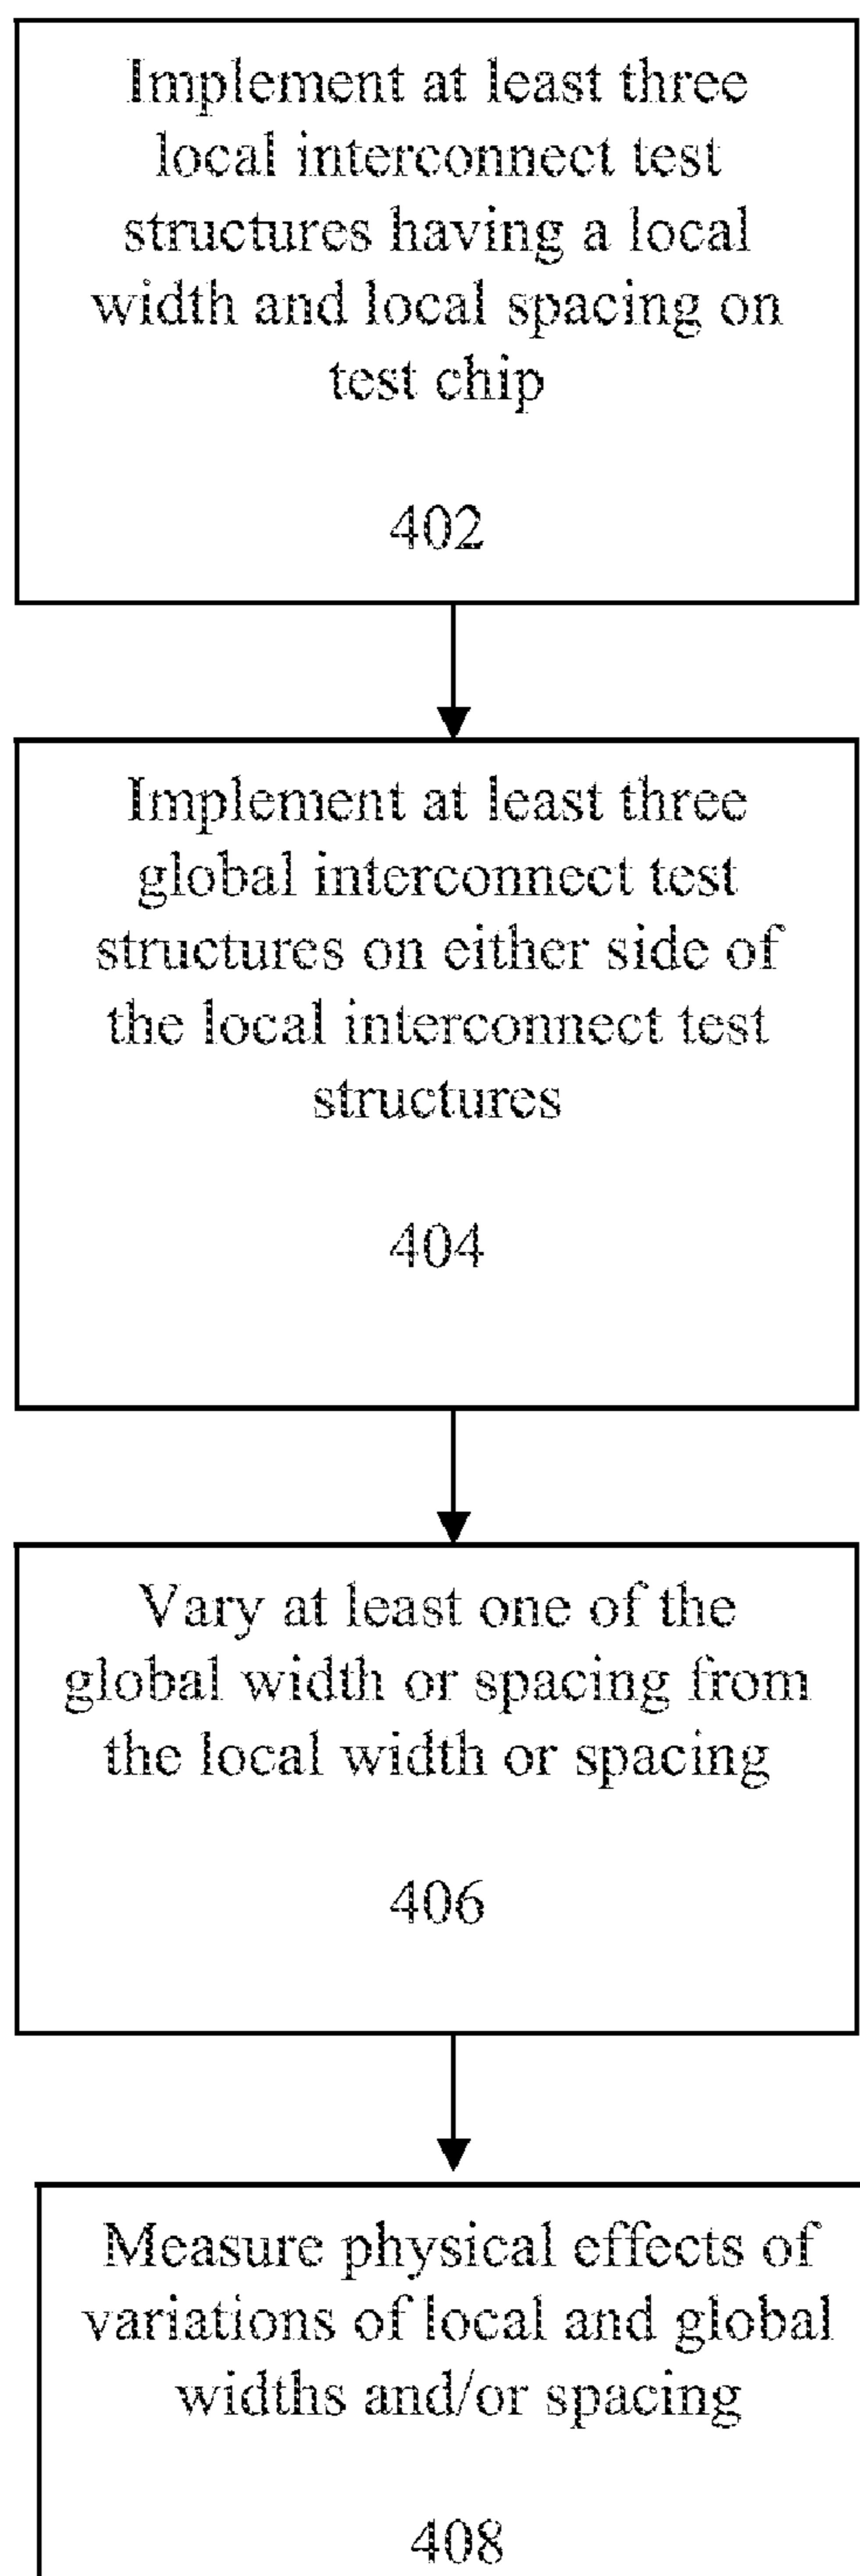 Implement at least three
local interconnect test
structures having a local
width and local spacing on
test chip
402
Implement at least three
global interconnect test
structures on either side of
the local interconnect test
structures
404
Vary at least one of the
global width or spacing from
the local width or spacing
406
Measure physical effects of
variations of local and global
widths and/or spacing
408